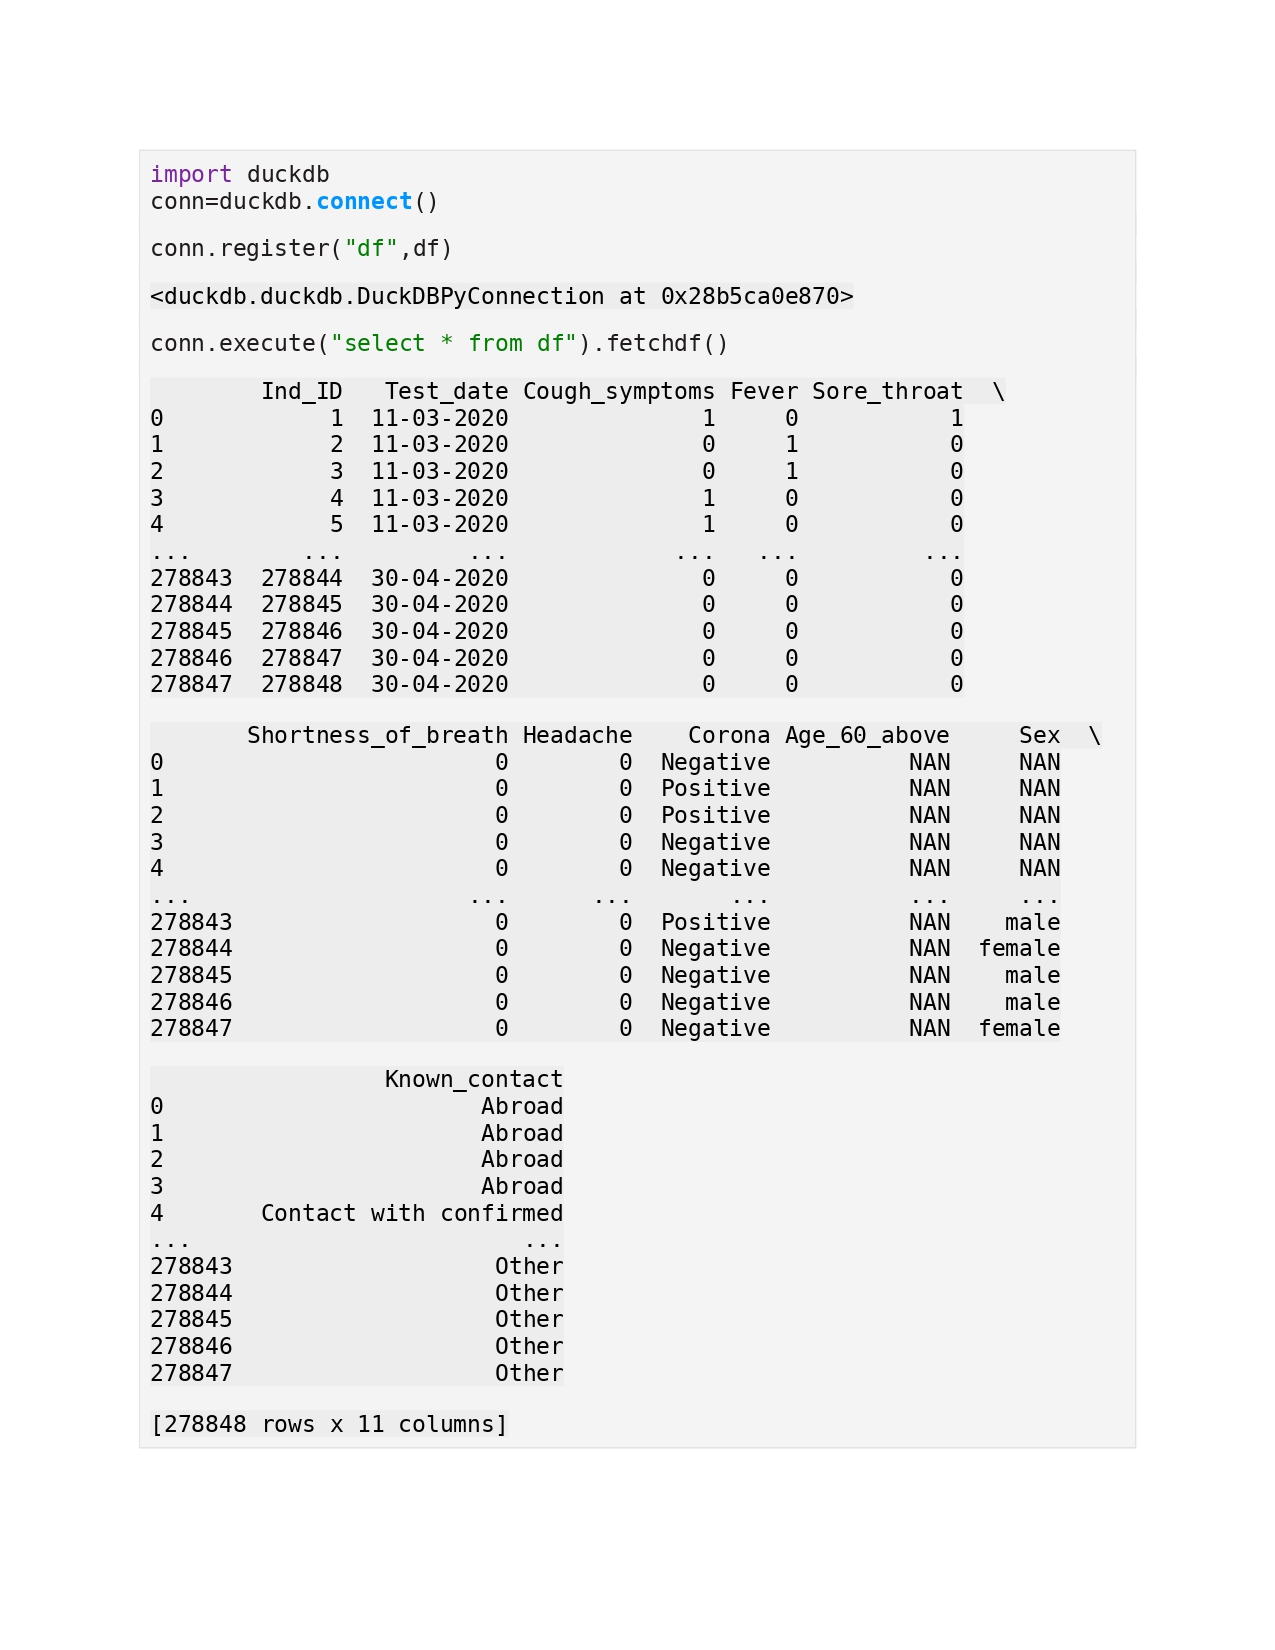 import duckdb
conn=duckdb.connect()
conn.register("df",df)
<duckdb.duckdb.DuckDBPyConnection at 0x28b5ca0e870>
conn.execute("select * from df").fetchdf()
        Ind_ID   Test_date Cough_symptoms Fever Sore_throat  \
0            1  11-03-2020              1     0           1
1            2  11-03-2020              0     1           0
2            3  11-03-2020              0     1           0
3            4  11-03-2020              1     0           0
4            5  11-03-2020              1     0           0
...        ...         ...            ...   ...         ...
278843  278844  30-04-2020              0     0           0
278844  278845  30-04-2020              0     0           0
278845  278846  30-04-2020              0     0           0
278846  278847  30-04-2020              0     0           0
278847  278848  30-04-2020              0     0           0
       Shortness_of_breath Headache    Corona Age_60_above     Sex  \
0                        0        0  Negative          NAN     NAN
1                        0        0  Positive          NAN     NAN
2                        0        0  Positive          NAN     NAN
3                        0        0  Negative          NAN     NAN
4                        0        0  Negative          NAN     NAN
...                    ...      ...       ...          ...     ...
278843                   0        0  Positive          NAN    male
278844                   0        0  Negative          NAN  female
278845                   0        0  Negative          NAN    male
278846                   0        0  Negative          NAN    male
278847                   0        0  Negative          NAN  female
                 Known_contact
0                       Abroad
1                       Abroad
2                       Abroad
3                       Abroad
4       Contact with confirmed
...                        ...
278843                   Other
278844                   Other
278845                   Other
278846                   Other
278847                   Other
[278848 rows x 11 columns]